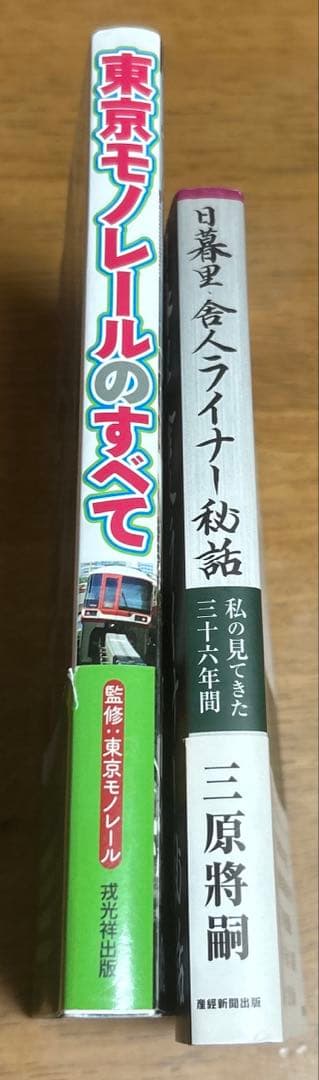 東京モノレールのすべて
監修：東京モノレール
戎光祥出版
日暮里・舎人ライナー秘話
私の見てきた
三十六年間
三原將嗣
産經新聞出版